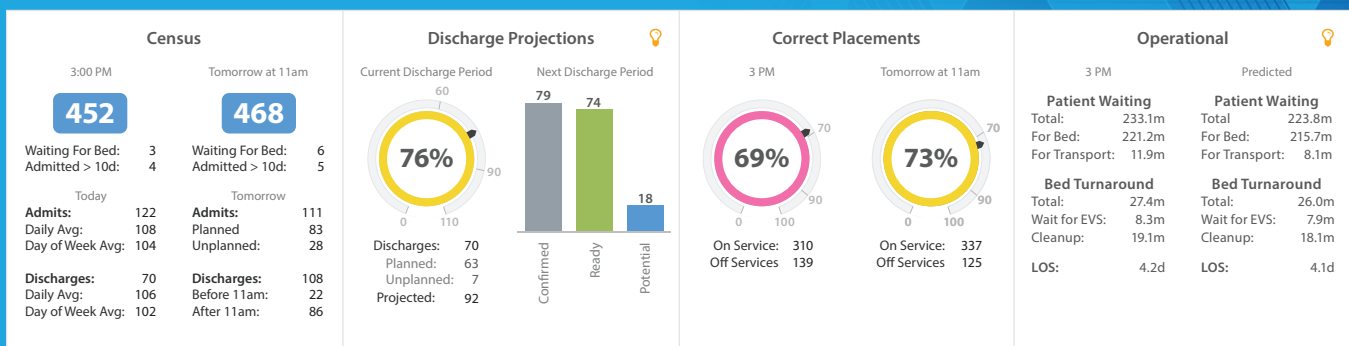 Census
3:00 PM
Tomorrow at 11am
452
468
Waiting For Bed: 3
Admitted > 10d: 4
Waiting For Bed: 6
Admitted > 10d: 5
Today
Admits: 122
Daily Avg: 108
Day of Week Avg: 104
Discharges: 70
Daily Avg: 106
Day of Week Avg: 102
Tomorrow
Admits: 111
Planned 83
Unplanned: 28
Discharges: 108
Before 11am: 22
After 11am: 86
Discharge Projections
Current Discharge Period
60
76%
90
0 110
Discharges: 70
Planned: 63
Unplanned: 7
Projected: 92
Next Discharge Period
79
74
18
Confirmed
Ready
Potential
Correct Placements
3 PM
70
69%
90
0 100
On Service: 310
Off Services 139
Tomorrow at 11am
70
73%
90
0 100
On Service: 337
Off Services 125
Operational
3 PM
Patient Waiting
Total: 233.1m
For Bed: 221.2m
For Transport: 11.9m
Bed Turnaround
Total: 27.4m
Wait for EVS: 8.3m
Cleanup: 19.1m
LOS: 4.2d
Predicted
Patient Waiting
Total 223.8m
For Bed: 215.7m
For Transport: 8.1m
Bed Turnaround
Total: 26.0m
Wait for EVS: 7.9m
Cleanup: 18.1m
LOS: 4.1d